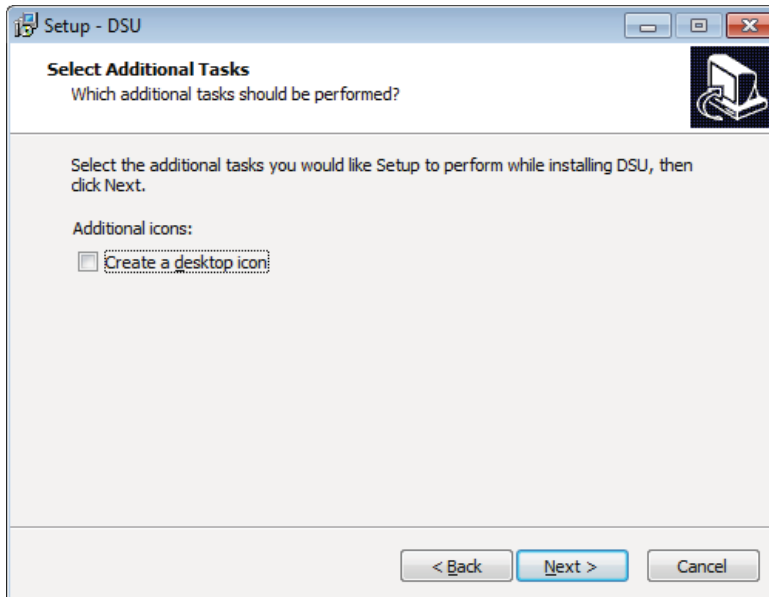 Setup - DSU
Select Additional Tasks
Which additional tasks should be performed?
Select the additional tasks you would like Setup to perform while installing DSU, then
click Next.
Additional icons:
Create a desktop icon
< Back
Next >
Cancel